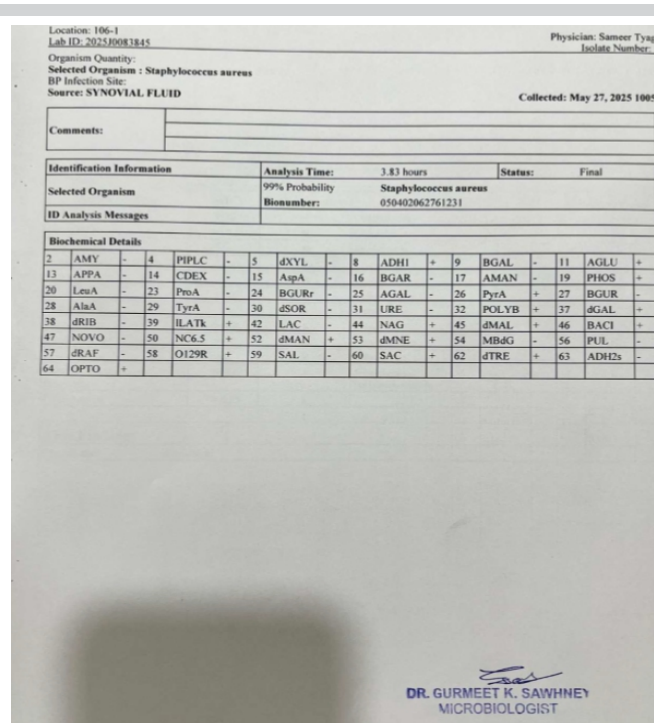 Location: 106-1
Lab ID: 2025J0083845
Physician: Sameer Tyag
Isolate Number:
Organism Quantity:
Selected Organism : Staphylococcus aureus
BP Infection Site:
Source: SYNOVIAL FLUID
Collected: May 27, 2025 1005
Comments:
Identification Information Analysis Time: 3.83 hours Status: Final
Selected Organism 99% Probability Staphylococcus aureus
Bionumber: 050402062761231
ID Analysis Messages
Biochemical Details
2 AMY - 4 PIPLC - 5 dXYL - 8 ADH1 + 9 BGAL - 11 AGLU +
13 APPA - 14 CDEX - 15 AspA - 16 BGAR - 17 AMAN - 19 PHOS +
20 LeuA - 23 ProA - 24 BGURr - 25 AGAL - 26 PyrA + 27 BGUR -
28 AlaA - 29 TyrA - 30 dSOR - 31 URE - 32 POLYB + 37 dGAL +
38 dRIB - 39 ILATk + 42 LAC - 44 NAG + 45 dMAL + 46 BACI +
47 NOVO - 50 NC6.5 + 52 dMAN + 53 dMNE + 54 MBdG - 56 PUL -
57 dRAF - 58 O129R + 59 SAL - 60 SAC + 62 dTRE + 63 ADH2s -
64 OPTO +
DR. GURMEET K. SAWHNEY
MICROBIOLOGIST